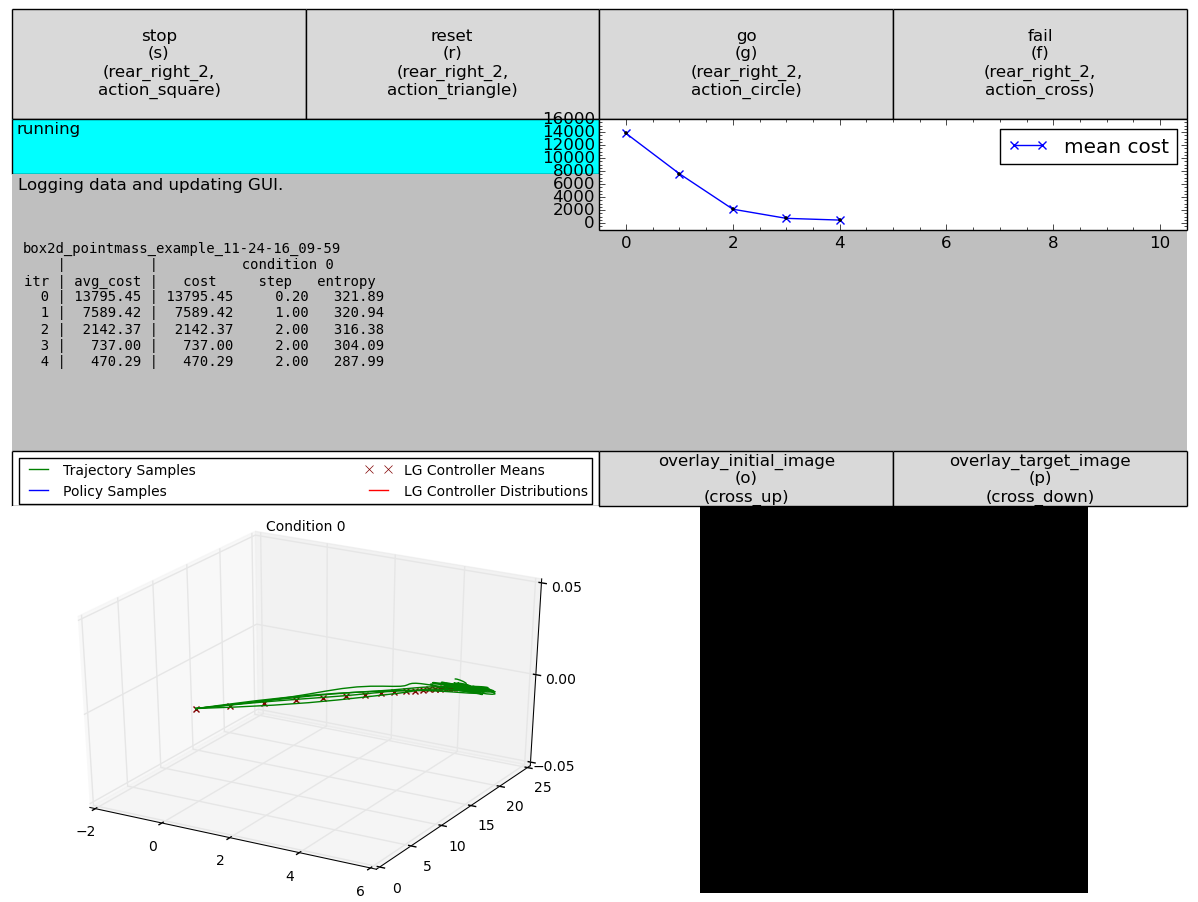 stop
(s)
(rear_right_2,
action_square)
reset
(r)
(rear_right_2,
action_triangle)
go
(g)
(rear_right_2,
action_circle)
fail
(f)
(rear_right_2,
action_cross)
running
Logging data and updating GUI.
16000
14000
12000
10000
8000
6000
4000
2000
0
mean cost
0 2 4 6 8 10
box2d_pointmass_example_11-24-16_09-59
| | condition 0
itr | avg_cost | cost step entropy
0 | 13795.45 | 13795.45 0.20 321.89
1 | 7589.42 | 7589.42 1.00 320.94
2 | 2142.37 | 2142.37 2.00 316.38
3 | 737.00 | 737.00 2.00 304.09
4 | 470.29 | 470.29 2.00 287.99
Trajectory Samples
Policy Samples
LG Controller Means
LG Controller Distributions
overlay_initial_image
(o)
(cross_up)
overlay_target_image
(p)
(cross_down)
Condition 0
0.05
0.00
−0.05
25
20
15
10
5
0
−2
0
2
4
6